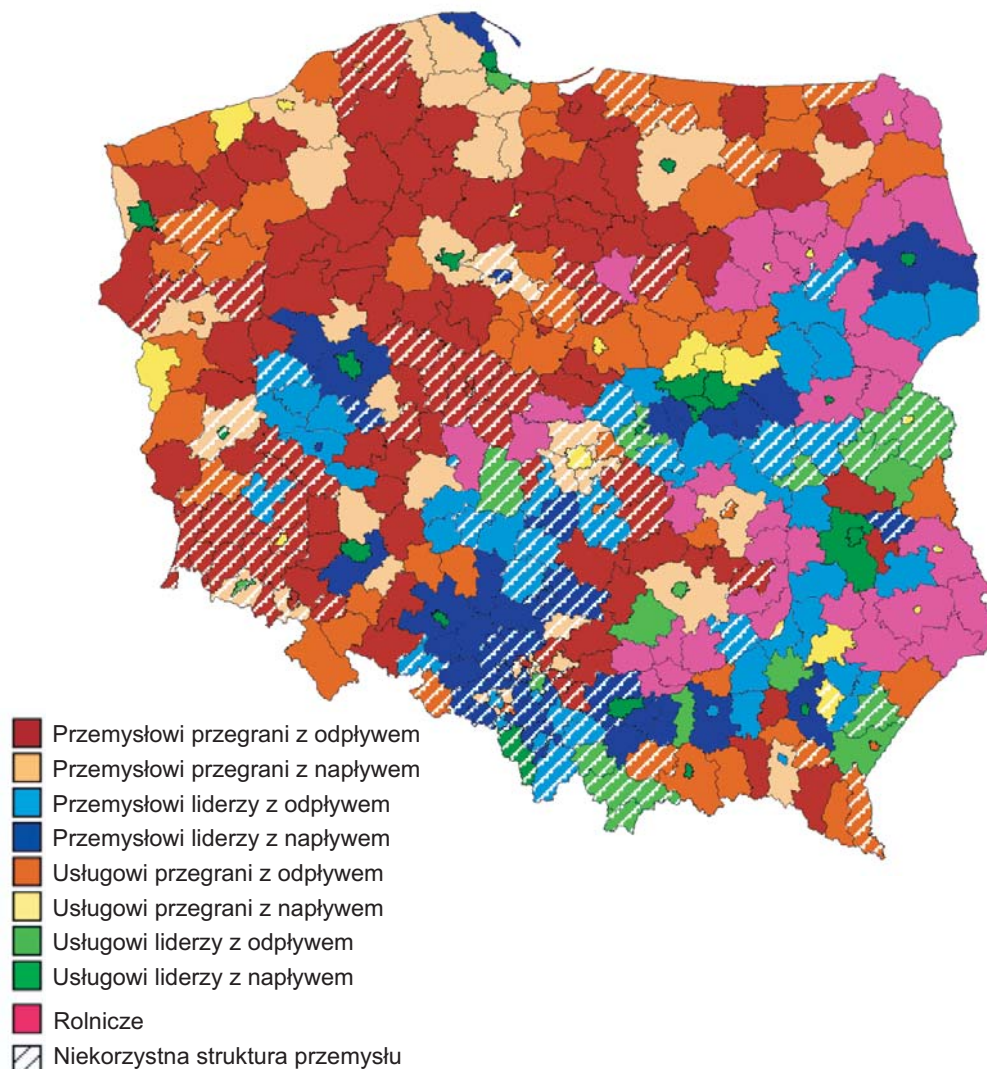 Przemysłowi przegrani z odpływem
Przemysłowi przegrani z napływem
Przemysłowi liderzy z odpływem
Przemysłowi liderzy z napływem
Usługowi przegrani z odpływem
Usługowi przegrani z napływem
Usługowi liderzy z odpływem
Usługowi liderzy z napływem
Rolnicze
Niekorzystna struktura przemysłu